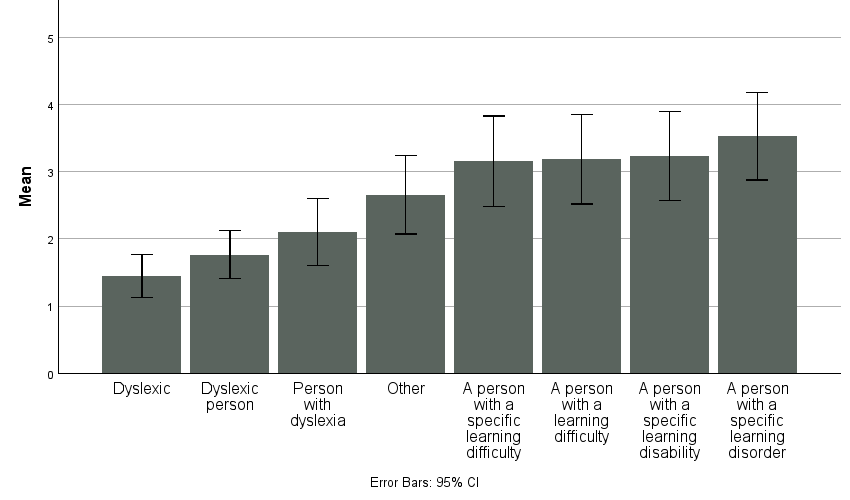 5
4
3
2
1
0
Mean
Dyslexic
Dyslexic
person
Person
with
dyslexia
Other
A person
with a
specific
learning
difficulty
A person
with a
learning
difficulty
A person
with a
specific
learning
disability
A person
with a
specific
learning
disorder
Error Bars: 95% CI